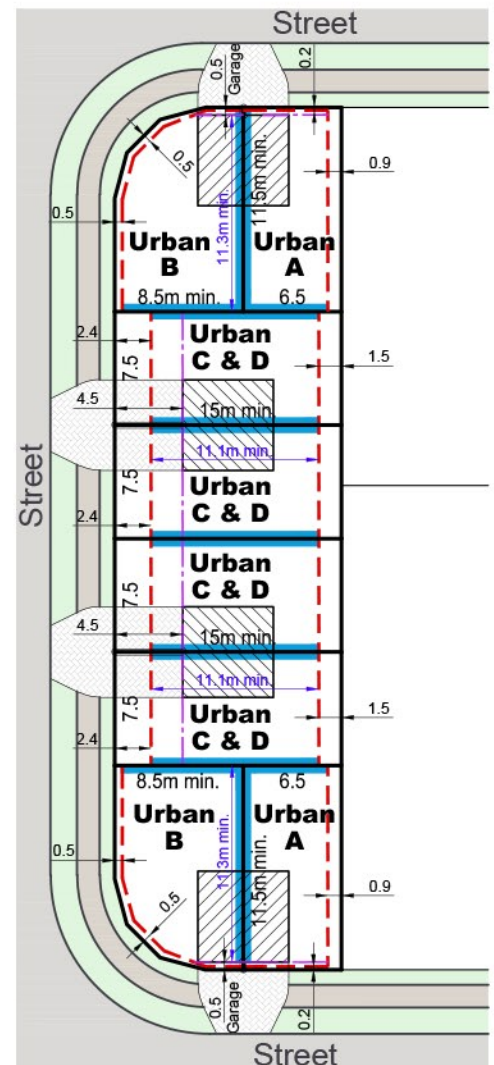 Street
0.5
Garage
0.2
0.5
0.9
11.3m min.
11.5m min.
0.5
Urban
B
Urban
A
8.5m min.
6.5
2.4
7.5
Urban
C & D
1.5
4.5
15m min.
11.1m min.
7.5
Urban
C & D
2.4
Street
Urban
C & D
7.5
4.5
15m min.
11.1m min.
7.5
Urban
C & D
1.5
2.4
8.5m min.
6.5
Urban
B
Urban
A
11.3m min.
11.5m min.
0.5
0.9
0.5
0.5
Garage
0.2
Street